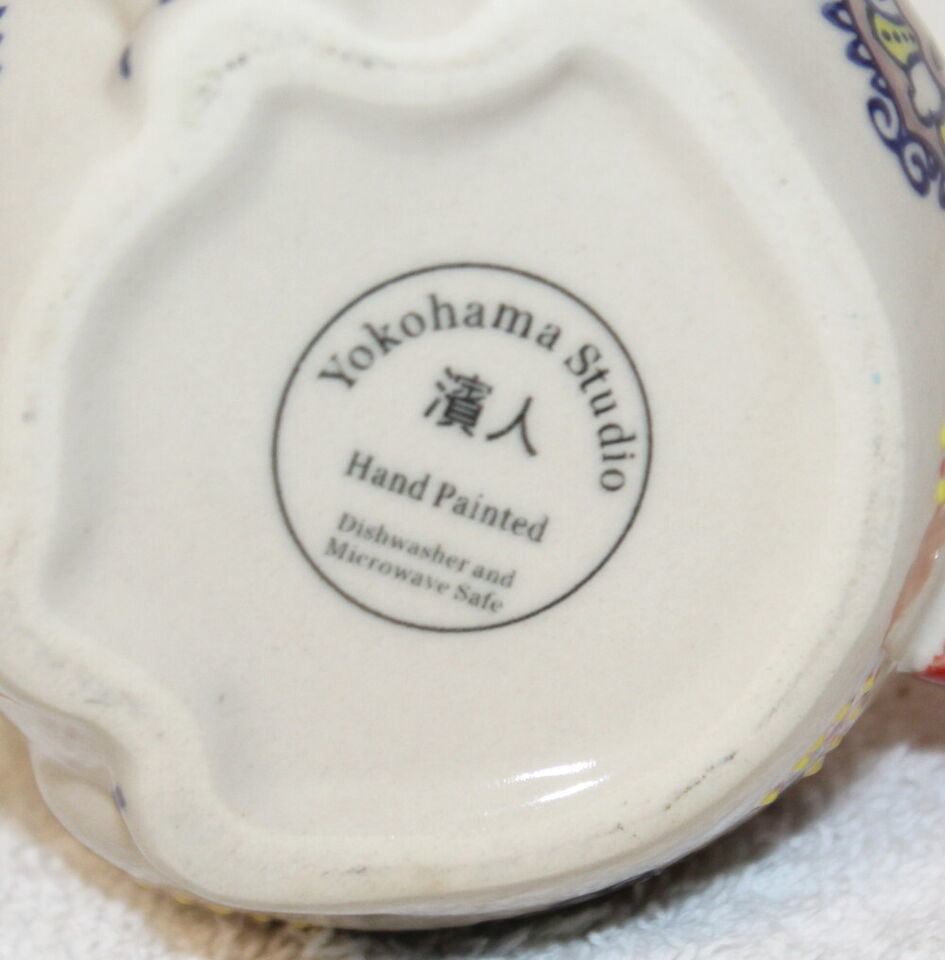 Yokohama Studio
濱人
Hand Painted
Dishwasher and
Microwave Safe